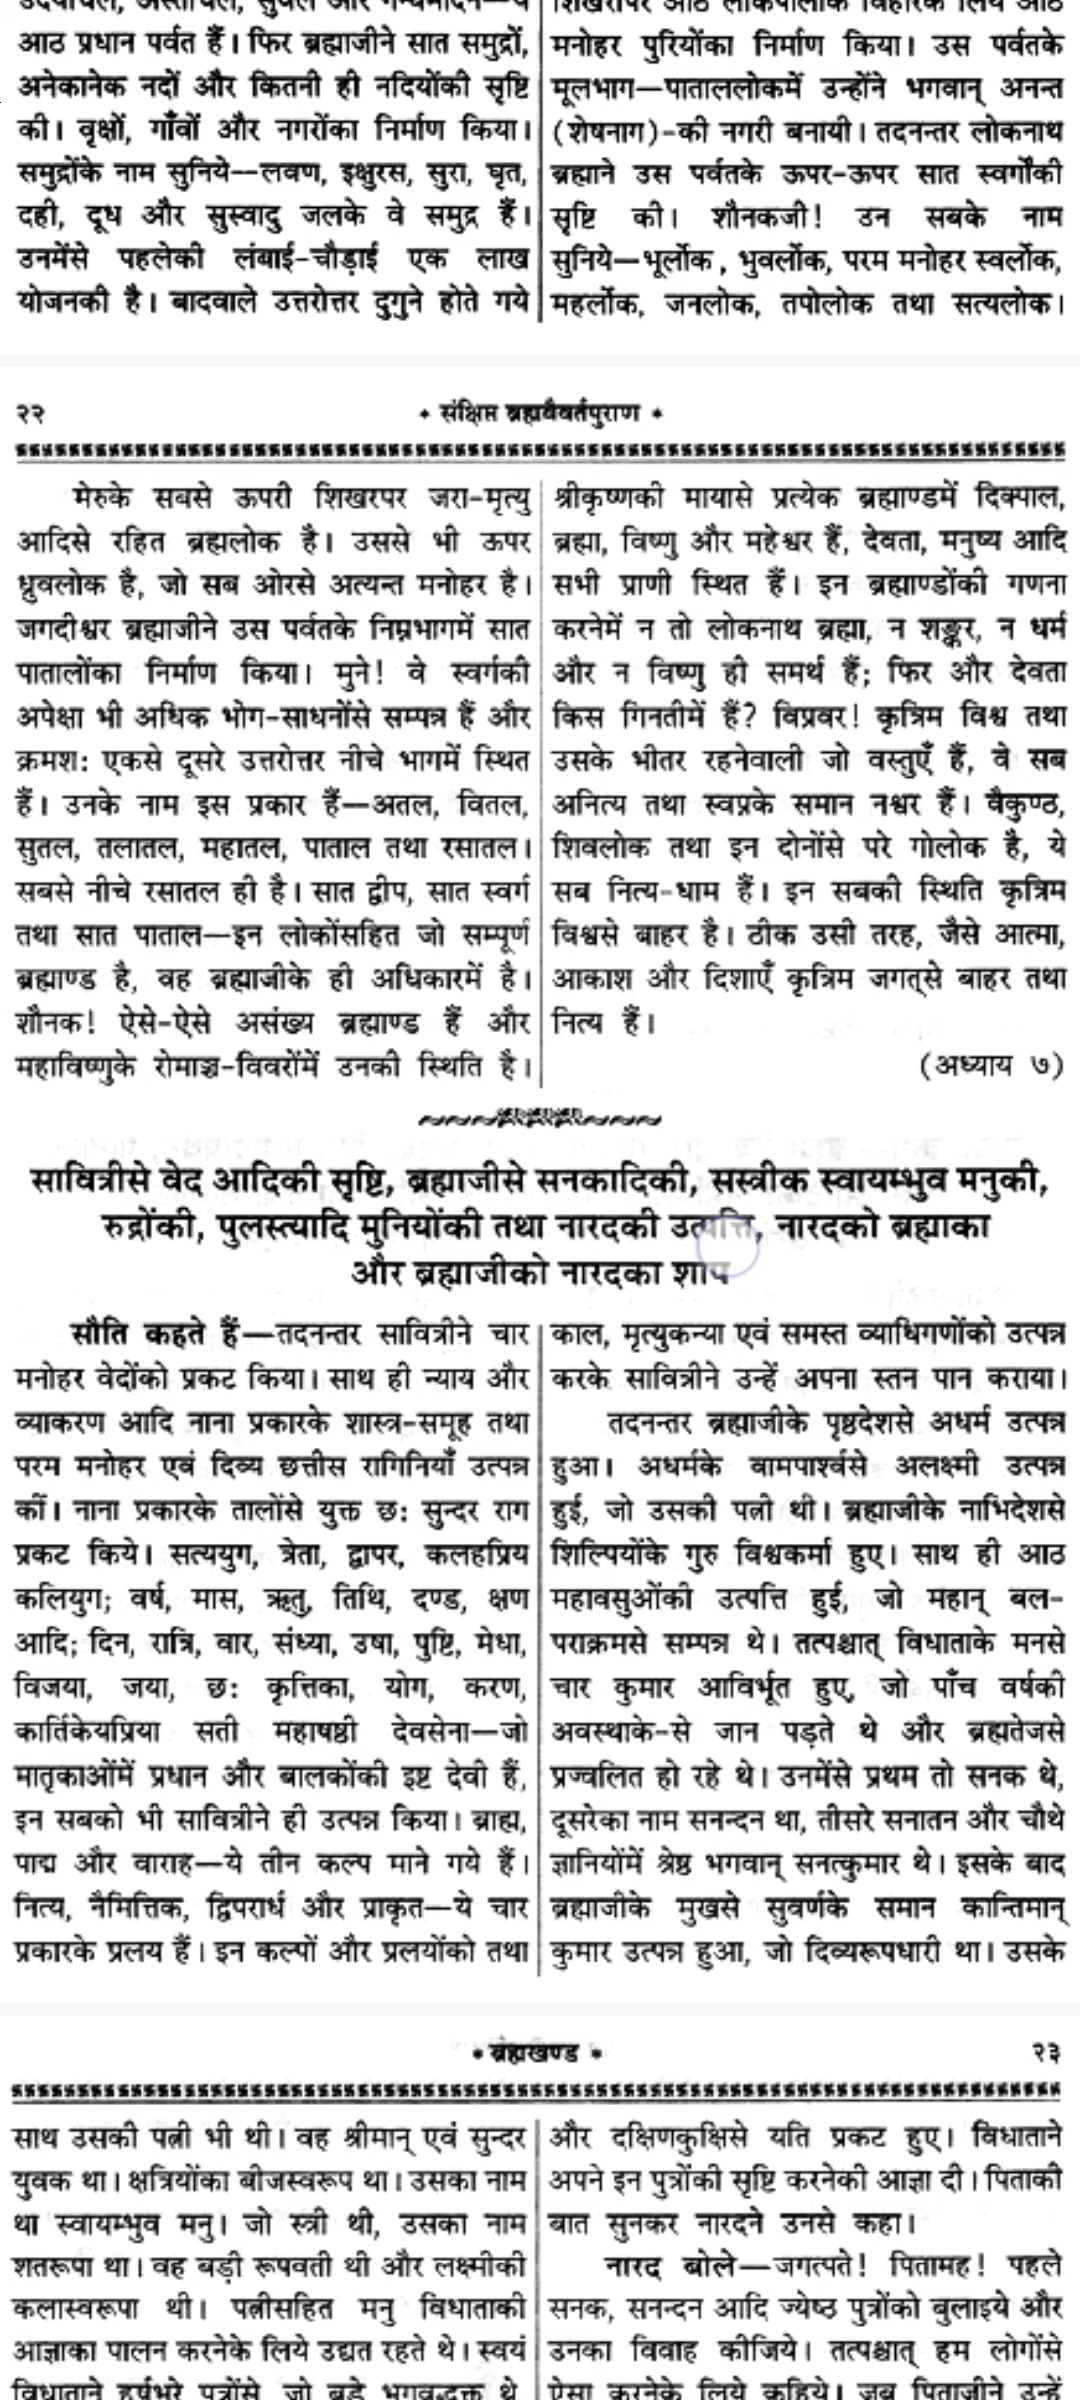 आठ प्रधान पर्वत हैं। फिर ब्रह्माजीने सात समुद्रों,
अनेकानेक नदों और कितनी ही नदियोंकी सृष्टि
की। वृक्षों, गाँवों और नगरोंका निर्माण किया।
समुद्रोंके नाम सुनिये—लवण, इक्षुरस, सुरा, घृत,
दही, दूध और सुस्वादु जलके वे समुद्र हैं।
उनमेंसे पहलेकी लंबाई-चौड़ाई एक लाख
योजनकी है। बादवाले उत्तरोत्तर दुगुने होते गये
शिखरोंपर आठ लोकपालोंके विहारके लिये आठ
मनोहर पुरियोंका निर्माण किया। उस पर्वतके
मूलभाग—पाताललोकमें उन्होंने भगवान् अनन्त
(शेषनाग)-की नगरी बनायी। तदनन्तर लोकनाथ
ब्रह्माने उस पर्वतके ऊपर-ऊपर सात स्वर्गोंकी
सृष्टि की। शौनकजी! उन सबके नाम
सुनिये—भूर्लोक, भुवर्लोक, परम मनोहर स्वर्लोक,
महर्लोक, जनलोक, तपोलोक तथा सत्यलोक।
२२
* संक्षिप्त ब्रह्मवैवर्तपुराण *
मेरुके सबसे ऊपरी शिखरपर जरा-मृत्यु
आदिसे रहित ब्रह्मलोक है। उससे भी ऊपर
ध्रुवलोक है, जो सब ओरसे अत्यन्त मनोहर है।
जगदीश्वर ब्रह्माजीने उस पर्वतके निम्नभागमें सात
पातालोंका निर्माण किया। मुने! वे स्वर्गकी
अपेक्षा भी अधिक भोग-साधनोंसे सम्पन्न हैं और
क्रमशः एकसे दूसरे उत्तरोत्तर नीचे भागमें स्थित
हैं। उनके नाम इस प्रकार हैं—अतल, वितल,
सुतल, तलातल, महातल, पाताल तथा रसातल।
सबसे नीचे रसातल ही है। सात द्वीप, सात स्वर्ग
तथा सात पाताल—इन लोकोंसहित जो सम्पूर्ण
ब्रह्माण्ड है, वह ब्रह्माजीके ही अधिकारमें है।
शौनक! ऐसे-ऐसे असंख्य ब्रह्माण्ड हैं और
महाविष्णुके रोमाञ्च-विवरोंमें उनकी स्थिति है।
श्रीकृष्णकी मायासे प्रत्येक ब्रह्माण्डमें दिक्पाल,
ब्रह्मा, विष्णु और महेश्वर हैं, देवता, मनुष्य आदि
सभी प्राणी स्थित हैं। इन ब्रह्माण्डोंकी गणना
करनेमें न तो लोकनाथ ब्रह्मा, न शङ्कर, न धर्म
और न विष्णु ही समर्थ हैं; फिर और देवता
किस गिनतीमें हैं? विप्रवर! कृत्रिम विश्व तथा
उसके भीतर रहनेवाली जो वस्तुएँ हैं, वे सब
अनित्य तथा स्वप्नके समान नश्वर हैं। वैकुण्ठ,
शिवलोक तथा इन दोनोंसे परे गोलोक है, ये
सब नित्य-धाम हैं। इन सबकी स्थिति कृत्रिम
विश्वसे बाहर है। ठीक उसी तरह, जैसे आत्मा,
आकाश और दिशाएँ कृत्रिम जगत्‌से बाहर तथा
नित्य हैं।
(अध्याय ७)
सावित्रीसे वेद आदिकी सृष्टि, ब्रह्माजीसे सनकादिकी, सस्त्रीक स्वायम्भुव मनुकी,
रुद्रोंकी, पुलस्त्यादि मुनियोंकी तथा नारदकी उत्पत्ति, नारदको ब्रह्माका
और ब्रह्माजीको नारदका शाप
सौति कहते हैं—तदनन्तर सावित्रीने चार
मनोहर वेदोंको प्रकट किया। साथ ही न्याय और
व्याकरण आदि नाना प्रकारके शास्त्र-समूह तथा
परम मनोहर एवं दिव्य छत्तीस रागिनियाँ उत्पन्न
कीं। नाना प्रकारके तालोंसे युक्त छः सुन्दर राग
प्रकट किये। सत्ययुग, त्रेता, द्वापर, कलहप्रिय
कलियुग; वर्ष, मास, ऋतु, तिथि, दण्ड, क्षण
आदि; दिन, रात्रि, वार, संध्या, उषा, पुष्टि, मेधा,
विजया, जया, छः कृत्तिका, योग, करण,
कार्तिकेयप्रिया सती महाषष्ठी देवसेना—जो
मातृकाओंमें प्रधान और बालकोंकी इष्ट देवी हैं,
इन सबको भी सावित्रीने ही उत्पन्न किया। ब्राह्म,
पाद्म और वाराह—ये तीन कल्प माने गये हैं।
नित्य, नैमित्तिक, द्विपरार्ध और प्राकृत—ये चार
प्रकारके प्रलय हैं। इन कल्पों और प्रलयोंको तथा
काल, मृत्युकन्या एवं समस्त व्याधिगणोंको उत्पन्न
करके सावित्रीने उन्हें अपना स्तन पान कराया।
तदनन्तर ब्रह्माजीके पृष्ठदेशसे अधर्म उत्पन्न
हुआ। अधर्मके वामपार्श्वसे अलक्ष्मी उत्पन्न
हुई, जो उसकी पत्नी थी। ब्रह्माजीके नाभिदेशसे
शिल्पियोंके गुरु विश्वकर्मा हुए। साथ ही आठ
महावसुओंकी उत्पत्ति हुई, जो महान् बल-
पराक्रमसे सम्पन्न थे। तत्पश्चात् विधाताके मनसे
चार कुमार आविर्भूत हुए, जो पाँच वर्षकी
अवस्थाके-से जान पड़ते थे और ब्रह्मतेजसे
प्रज्वलित हो रहे थे। उनमेंसे प्रथम तो सनक थे,
दूसरेका नाम सनन्दन था, तीसरे सनातन और चौथे
ज्ञानियोंमें श्रेष्ठ भगवान् सनत्कुमार थे। इसके बाद
ब्रह्माजीके मुखसे सुवर्णके समान कान्तिमान्
कुमार उत्पन्न हुआ, जो दिव्यरूपधारी था। उसके
* ब्रह्मखण्ड *
२३
साथ उसकी पत्नी भी थी। वह श्रीमान् एवं सुन्दर
युवक था। क्षत्रियोंका बीजस्वरूप था। उसका नाम
था स्वायम्भुव मनु। जो स्त्री थी, उसका नाम
शतरूपा था। वह बड़ी रूपवती थी और लक्ष्मीकी
कलास्वरूपा थी। पत्नीसहित मनु विधाताकी
आज्ञाका पालन करनेके लिये उद्यत रहते थे। स्वयं
विधाताने हर्षभरे पुत्रोंसे, जो बड़े भगवद्भक्त थे,
और दक्षिणकुक्षिसे यति प्रकट हुए। विधाताने
अपने इन पुत्रोंको सृष्टि करनेकी आज्ञा दी। पिताकी
बात सुनकर नारदने उनसे कहा।
नारद बोले—जगत्पते! पितामह! पहले
सनक, सनन्दन आदि ज्येष्ठ पुत्रोंको बुलाइये और
उनका विवाह कीजिये। तत्पश्चात् हम लोगोंसे
ऐसा करनेके लिये कहिये। जब पिताजीने उन्हें